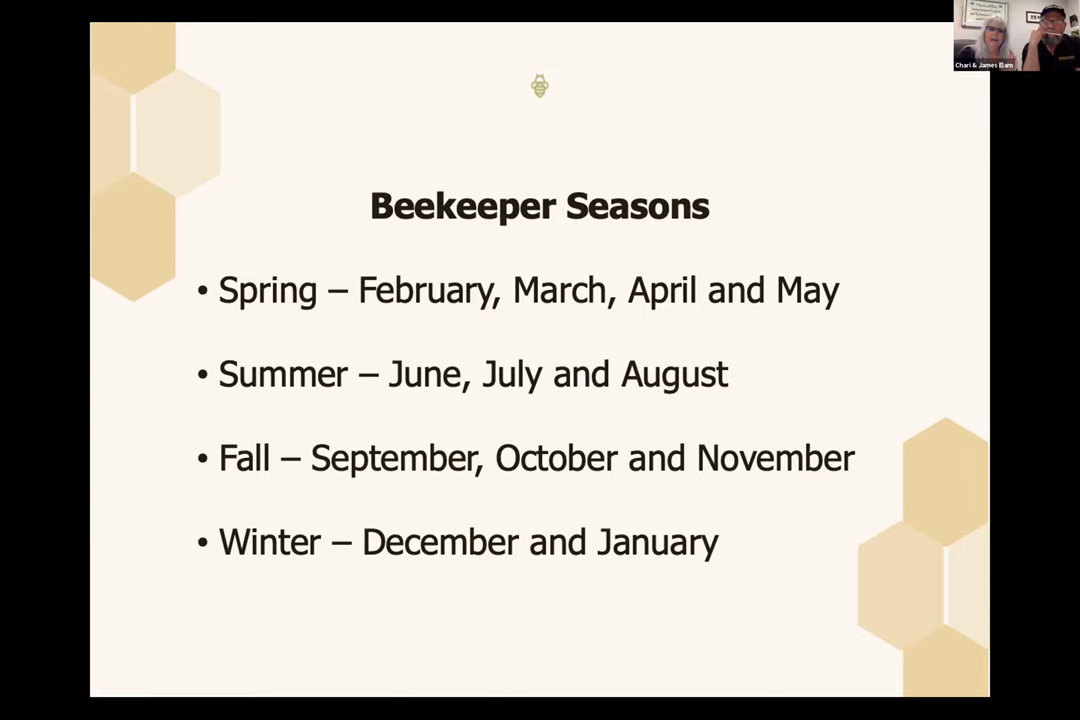 Chari & James Elam
Beekeeper Seasons
• Spring – February, March, April and May
• Summer – June, July and August
• Fall – September, October and November
• Winter – December and January